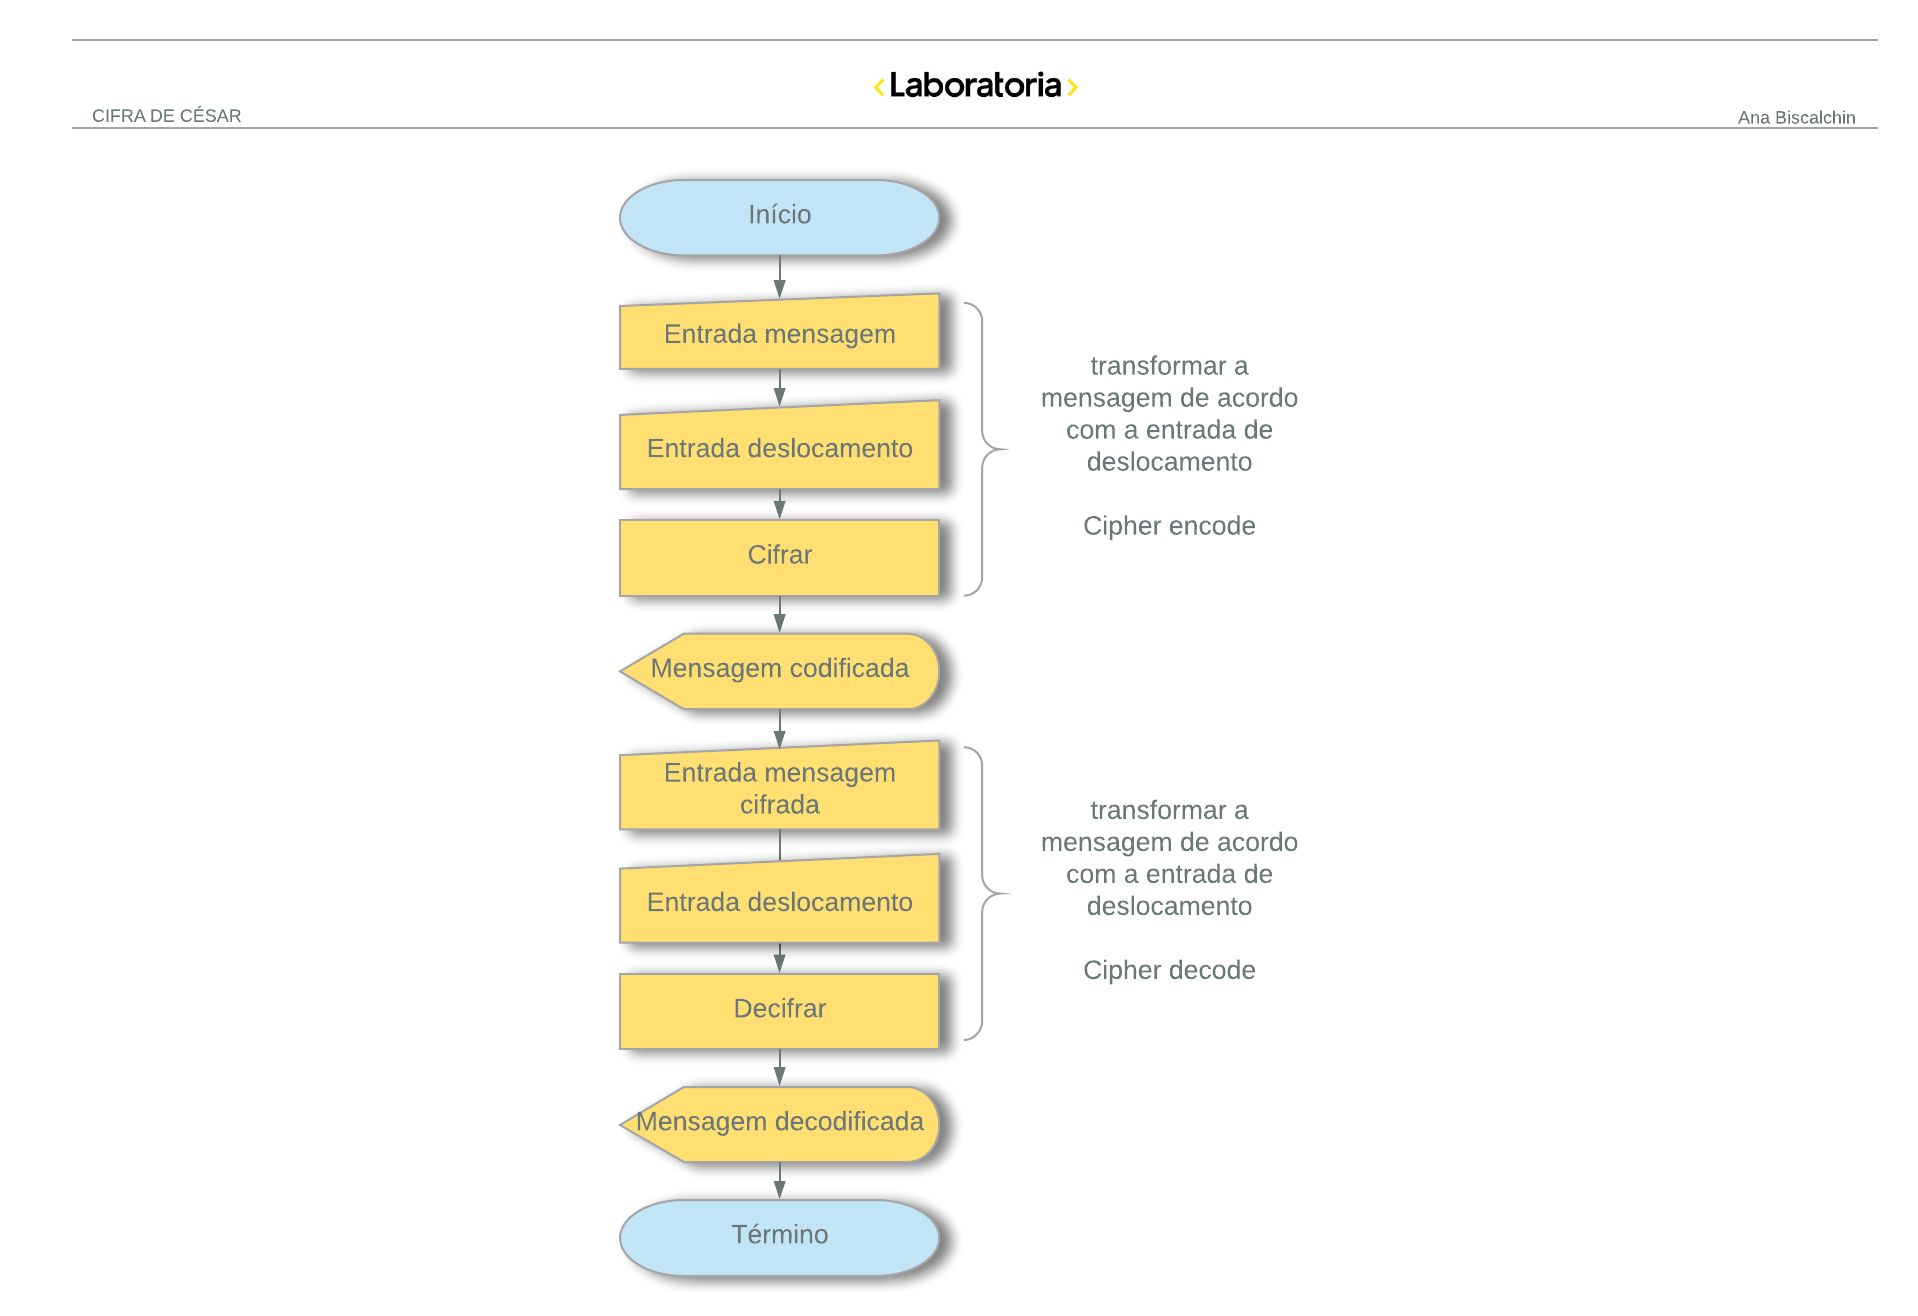 <Laboratoria>
CIFRA DE CÉSAR
Ana Biscalchin
Início
Entrada mensagem
Entrada deslocamento
Cifrar
transformar a
mensagem de acordo
com a entrada de
deslocamento
Cipher encode
Mensagem codificada
Entrada mensagem
cifrada
Entrada deslocamento
Decifrar
transformar a
mensagem de acordo
com a entrada de
deslocamento
Cipher decode
Mensagem decodificada
Término